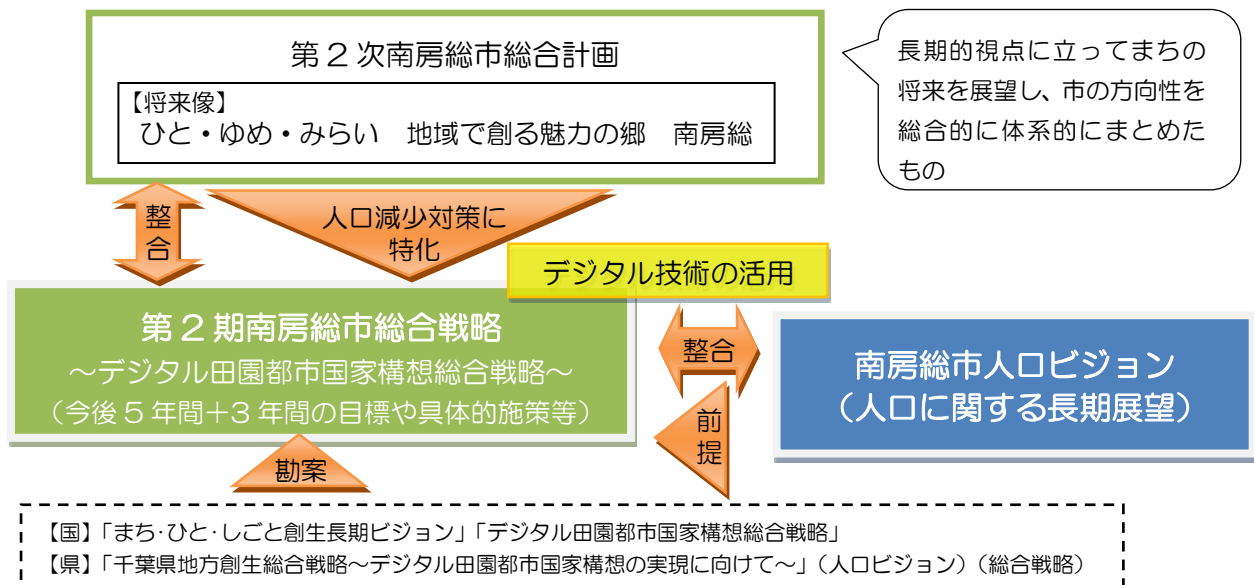 第2次南房総市総合計画
【将来像】
ひと・ゆめ・みらい　地域で創る魅力の郷　南房総
長期的視点に立ってまちの
将来を展望し、市の方向性を
総合的に体系的にまとめた
もの
整
合
人口減少対策に
特化
デジタル技術の活用
第2期南房総市総合戦略
～デジタル田園都市国家構想総合戦略～
（今後5年間＋3年間の目標や具体的施策等）
整合
前
提
南房総市人口ビジョン
（人口に関する長期展望）
勘案
【国】「まち・ひと・しごと創生長期ビジョン」「デジタル田園都市国家構想総合戦略」
【県】「千葉県地方創生総合戦略～デジタル田園都市国家構想の実現に向けて～」（人口ビジョン）（総合戦略）